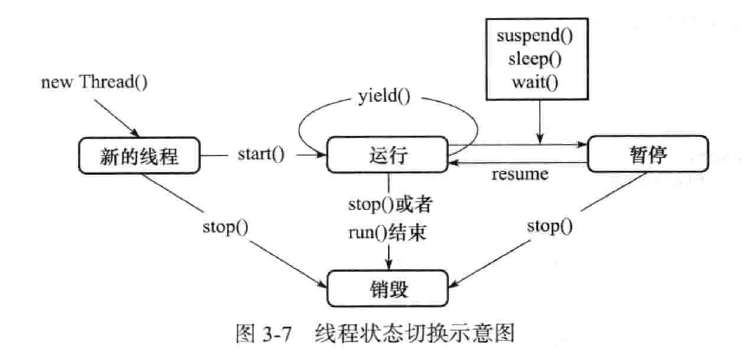 suspend()
sleep()
wait()
new Thread()
yield()
新的线程
start()
运行
暂停
resume
stop()或者
run()结束
stop()
stop()
销毁
图 3-7 线程状态切换示意图